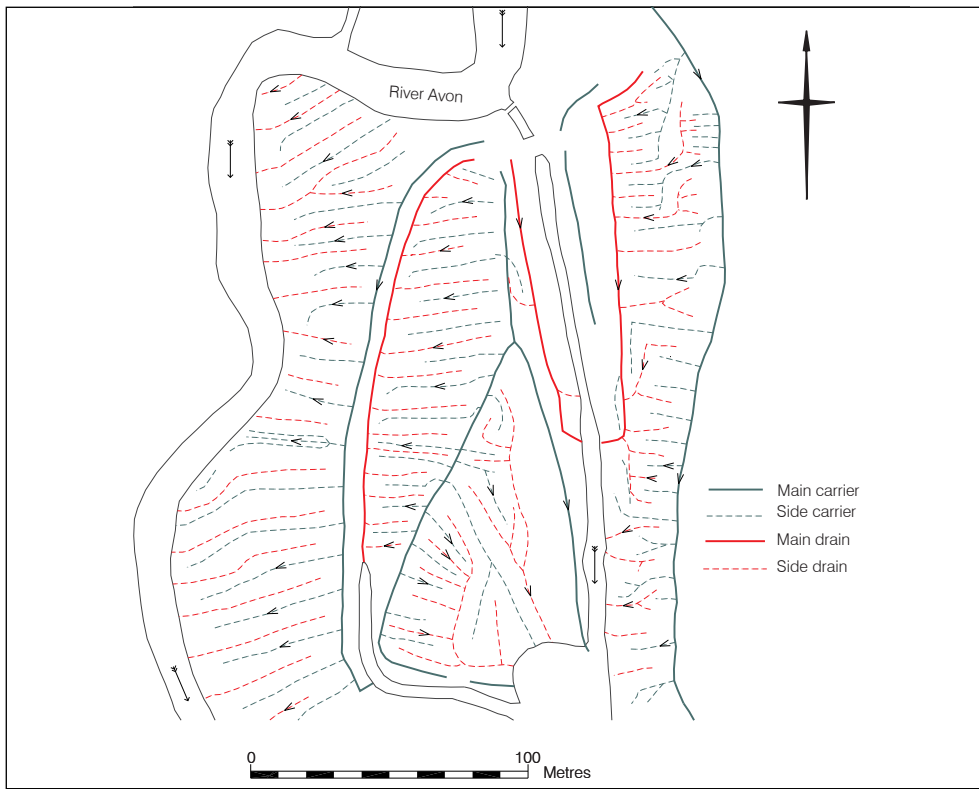 River Avon
Main carrier
Side carrier
Main drain
Side drain
0 100
Metres